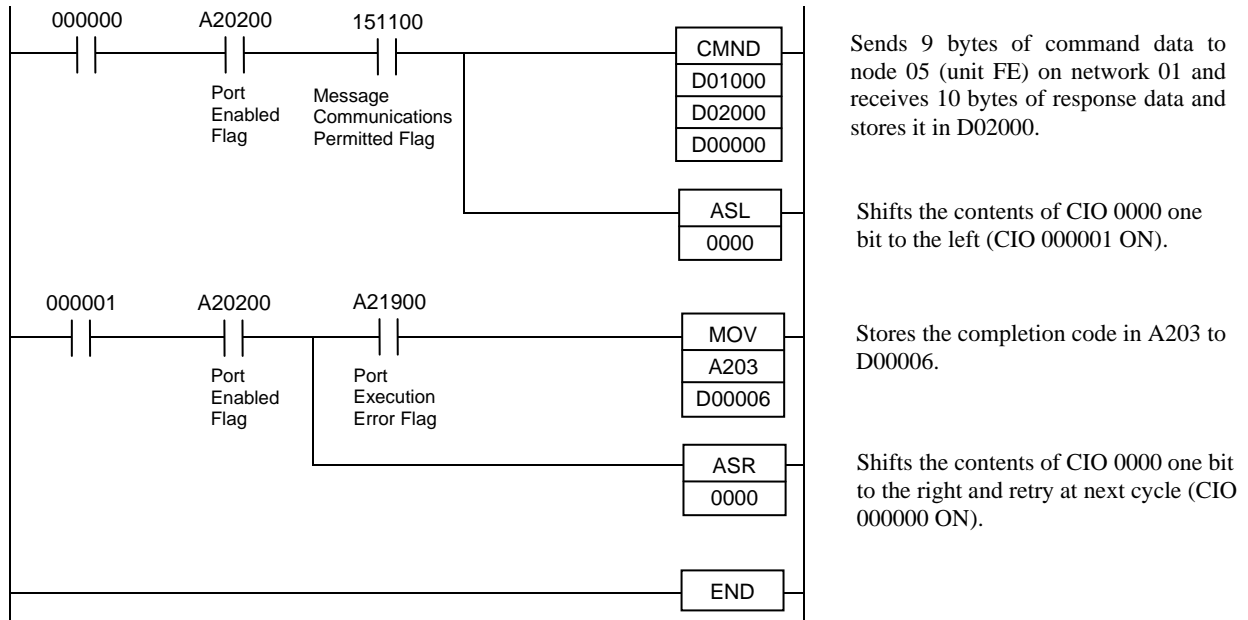 000000 A20200 151100
Port
Enabled
Flag
Message
Communications
Permitted Flag
CMND
D01000
D02000
D00000
Sends 9 bytes of command data to
node 05 (unit FE) on network 01 and
receives 10 bytes of response data and
stores it in D02000.
ASL
0000
Shifts the contents of CIO 0000 one
bit to the left (CIO 000001 ON).
000001 A20200 A21900
Port
Enabled
Flag
Port
Execution
Error Flag
MOV
A203
D00006
Stores the completion code in A203 to
D00006.
ASR
0000
Shifts the contents of CIO 0000 one bit
to the right and retry at next cycle (CIO
000000 ON).
END